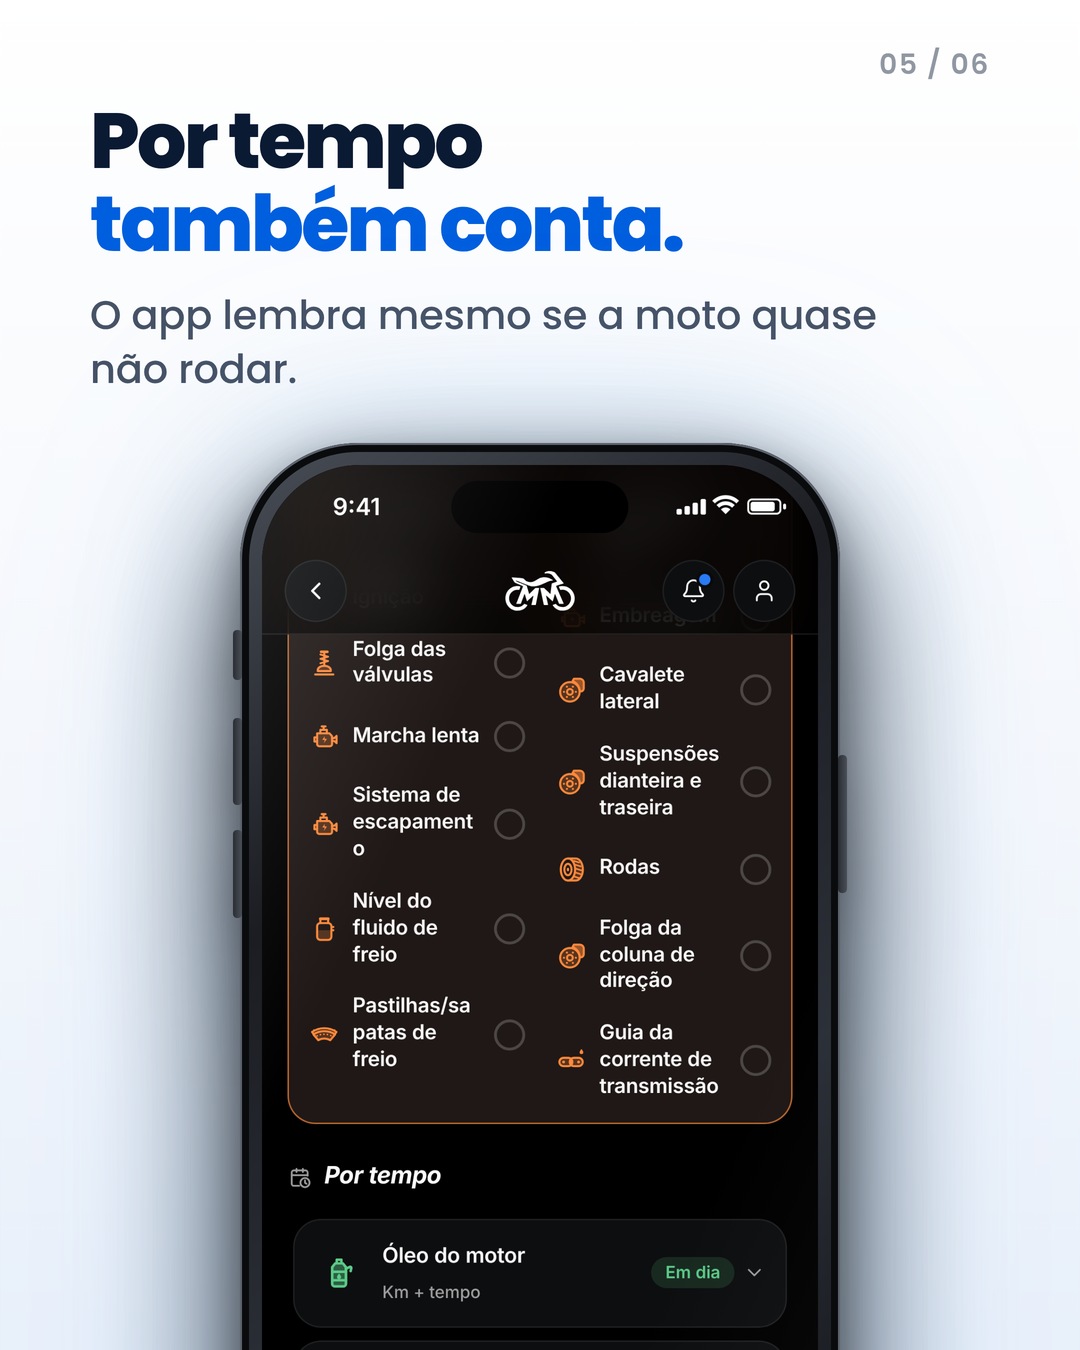 05 / 06
Por tempo
também conta.
O app lembra mesmo se a moto quase
não rodar.
9:41
MM
Ignição
Embreagem
Folga das
válvulas
Marcha lenta
Sistema de
escapament
o
Nível do
fluido de
freio
Pastilhas/sa
patas de
freio
Cavalete
lateral
Suspensões
dianteira e
traseira
Rodas
Folga da
coluna de
direção
Guia da
corrente de
transmissão
Por tempo
Óleo do motor
Km + tempo
Em dia